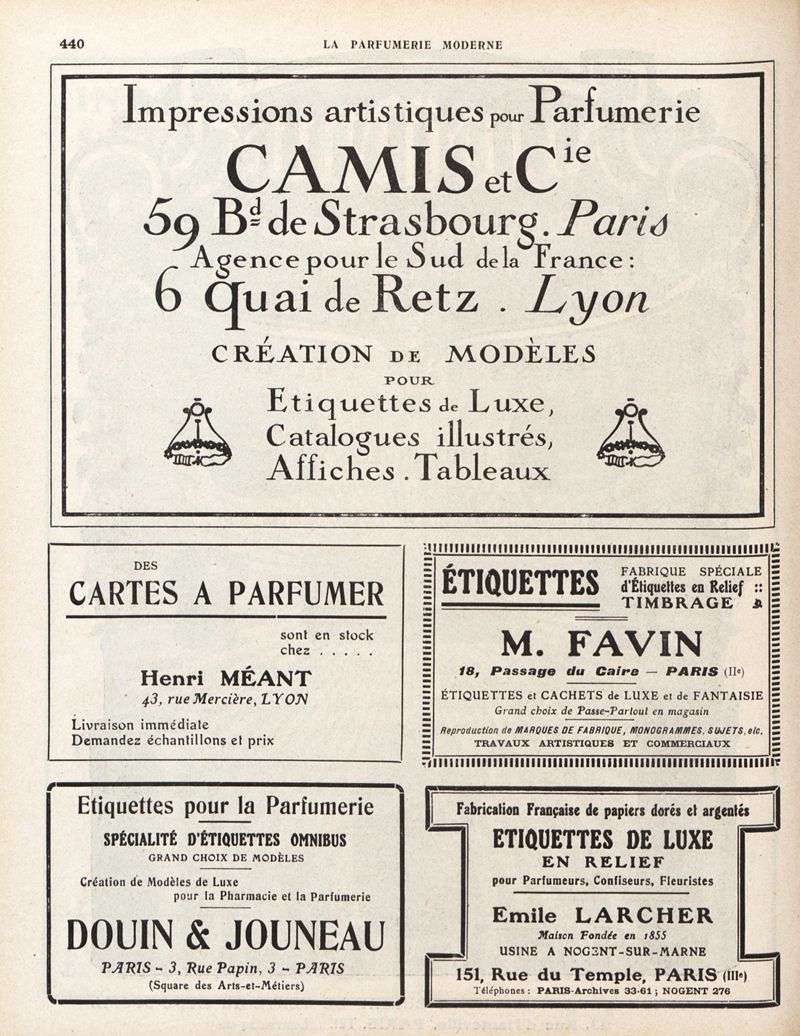 440
LA PARFUMERIE MODERNE
Impressions artistiques pour Parfumerie
CAMIS et Cie
59 Bd de Strasbourg. Paris
Agence pour le Sud de la France :
6 Quai de Retz . Lyon
CRÉATION DE MODÈLES
POUR
Etiquettes de Luxe,
Catalogues illustrés,
Affiches . Tableaux
DES
CARTES A PARFUMER
sont en stock
chez . . . . .
Henri MÉANT
43, rue Mercière, LYON
Livraison immédiate
Demandez échantillons et prix
ÉTIQUETTES
FABRIQUE SPÉCIALE
d'Étiquettes en Relief ::
TIMBRAGE
M. FAVIN
18, Passage du Caire — PARIS (IIe)
ÉTIQUETTES et CACHETS de LUXE et de FANTAISIE
Grand choix de Passe-Partout en magasin
Reproduction de MARQUES DE FABRIQUE, MONOGRAMMES, SUJETS, etc.
TRAVAUX ARTISTIQUES ET COMMERCIAUX
Etiquettes pour la Parfumerie
SPÉCIALITÉ D'ÉTIQUETTES OMNIBUS
GRAND CHOIX DE MODÈLES
Création de Modèles de Luxe
pour la Pharmacie et la Parfumerie
DOUIN & JOUNEAU
PARIS - 3, Rue Papin, 3 - PARIS
(Square des Arts-et-Métiers)
Fabrication Française de papiers dorés et argentés
ETIQUETTES DE LUXE
EN RELIEF
pour Parfumeurs, Confiseurs, Fleuristes
Emile LARCHER
Maison Fondée en 1855
USINE A NOGENT-SUR-MARNE
151, Rue du Temple, PARIS (IIIe)
Téléphones : PARIS-Archives 33-61 ; NOGENT 276